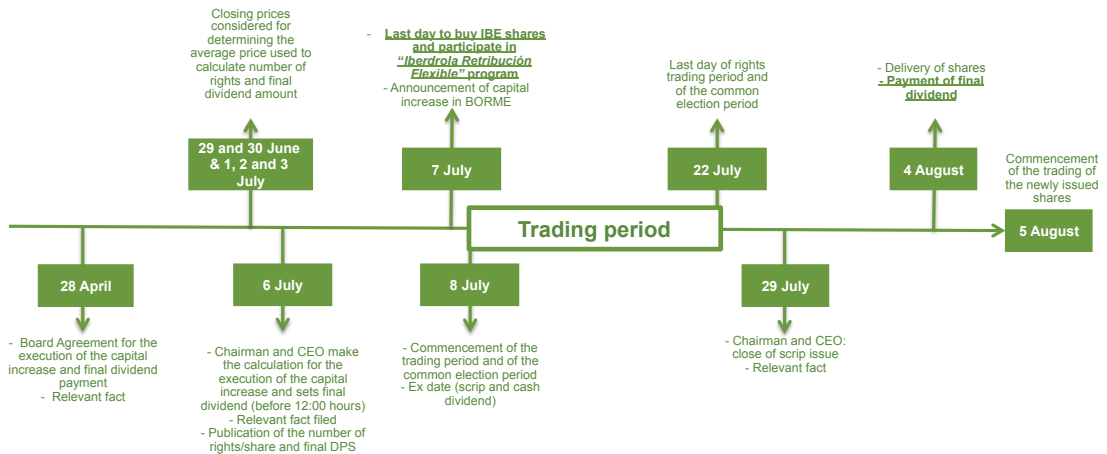 Closing prices
considered for
determining the
average price used to
calculate number of
rights and final
dividend amount
29 and 30 June
& 1, 2 and 3
July
- Last day to buy IBE shares
and participate in
“Iberdrola Retribución
Flexible” program
- Announcement of capital
increase in BORME
7 July
Last day of rights
trading period and
of the common
election period
22 July
- Delivery of shares
- Payment of final
dividend
4 August
Commencement
of the trading of
the newly issued
shares
5 August
Trading period
28 April
- Board Agreement for the
execution of the capital
increase and final dividend
payment
- Relevant fact
6 July
- Chairman and CEO make
the calculation for the
execution of the capital
increase and sets final
dividend (before 12:00 hours)
- Relevant fact filed
- Publication of the number of
rights/share and final DPS
8 July
- Commencement of the
trading period and of the
common election period
- Ex date (scrip and cash
dividend)
29 July
- Chairman and CEO:
close of scrip issue
- Relevant fact